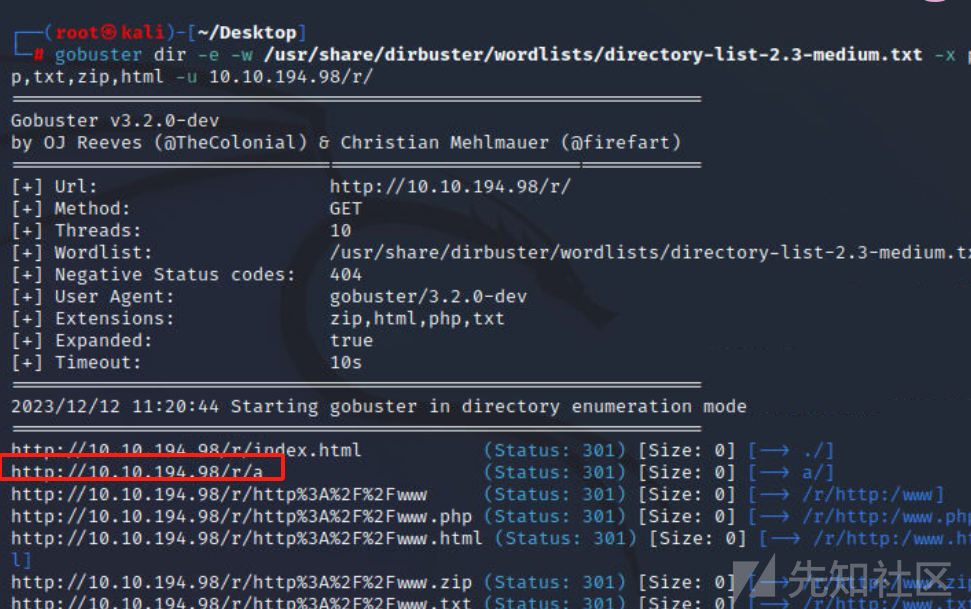 ┌──(root㉿kali)-[~/Desktop]
└─# gobuster dir -e -w /usr/share/dirbuster/wordlists/directory-list-2.3-medium.txt -x
p,txt,zip,html -u 10.10.194.98/r/
Gobuster v3.2.0-dev
by OJ Reeves (@TheColonial) & Christian Mehlmauer (@firefart)
[+] Url: http://10.10.194.98/r/
[+] Method: GET
[+] Threads: 10
[+] Wordlist: /usr/share/dirbuster/wordlists/directory-list-2.3-medium.tx
[+] Negative Status codes: 404
[+] User Agent: gobuster/3.2.0-dev
[+] Extensions: zip,html,php,txt
[+] Expanded: true
[+] Timeout: 10s
2023/12/12 11:20:44 Starting gobuster in directory enumeration mode
http://10.10.194.98/r/index.html (Status: 301) [Size: 0] [--> ./]
http://10.10.194.98/r/a (Status: 301) [Size: 0] [--> a/]
http://10.10.194.98/r/http%3A%2F%2Fwww (Status: 301) [Size: 0] [--> /r/http:/www]
http://10.10.194.98/r/http%3A%2F%2Fwww.php (Status: 301) [Size: 0] [--> /r/http:/www.php
http://10.10.194.98/r/http%3A%2F%2Fwww.html (Status: 301) [Size: 0] [--> /r/http:/www.ht
l]
http://10.10.194.98/r/http%3A%2F%2Fwww.zip (Status: 301) [Size: 0] [--> /r/http:/www.zip
http://10.10.194.98/r/http%3A%2F%2Fwww.txt (Status: 301) [Size: 0] [--> /r/http:/www.tx
先知社区